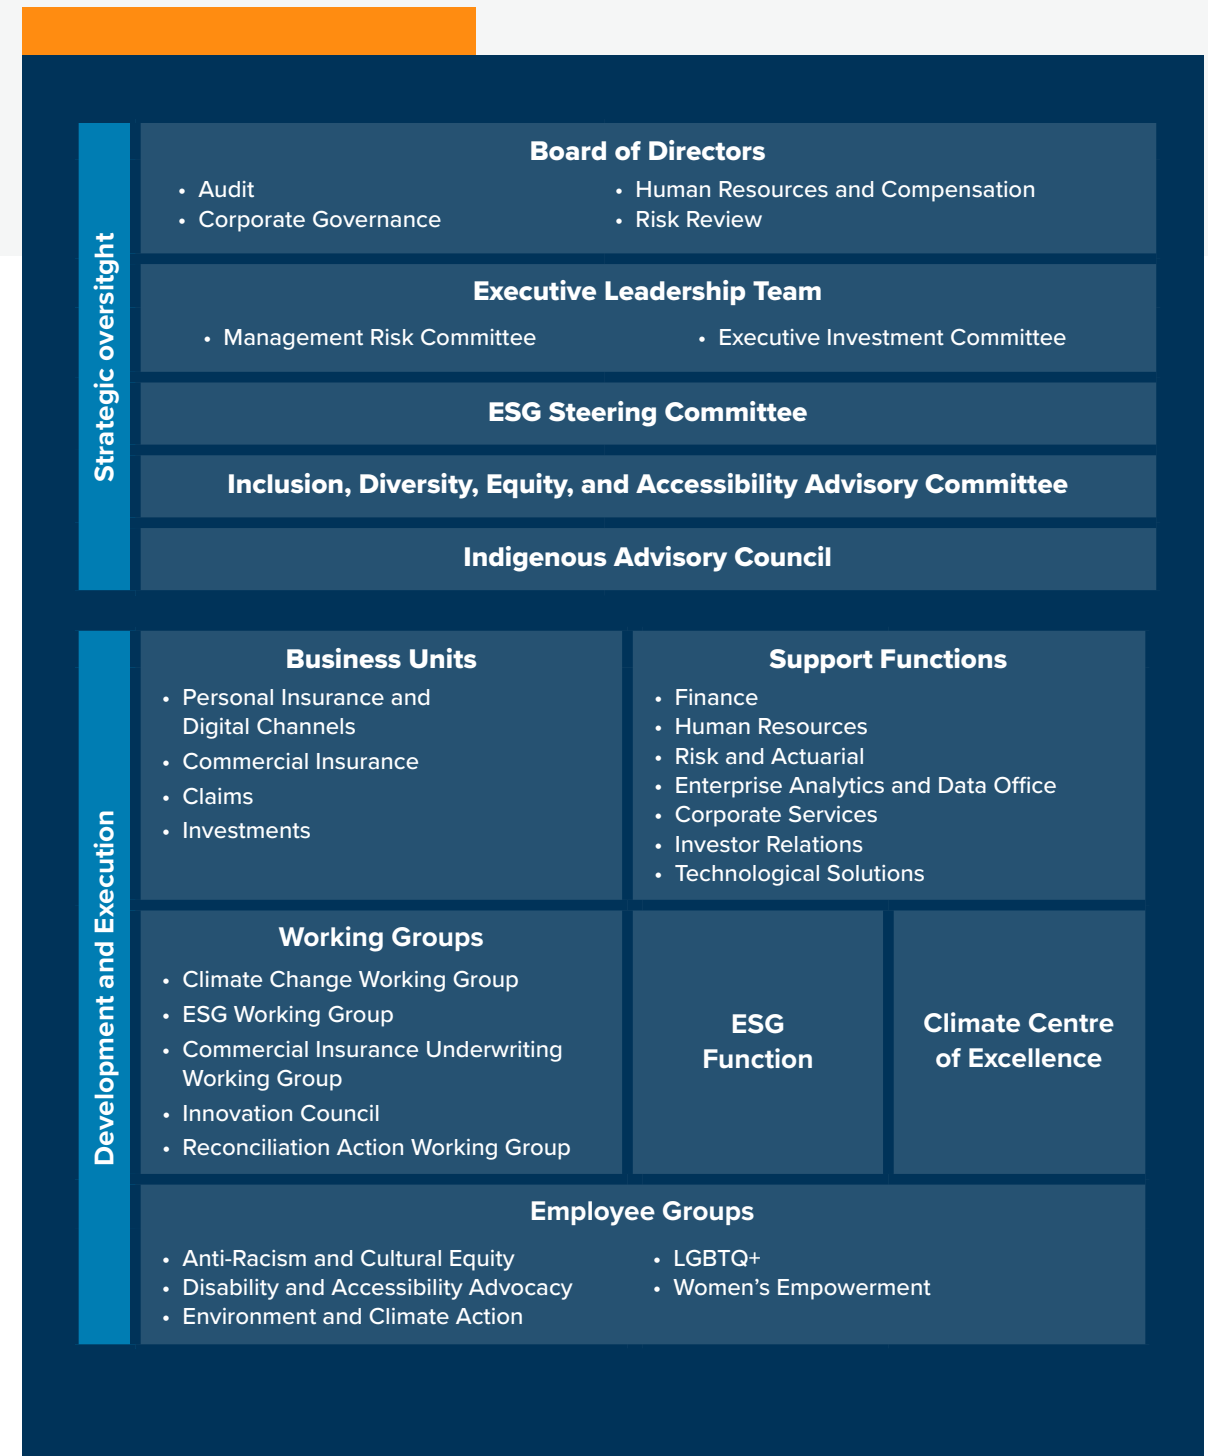 Strategic oversitght
Board of Directors
• Audit
• Corporate Governance
• Human Resources and Compensation
• Risk Review
Executive Leadership Team
• Management Risk Committee
• Executive Investment Committee
ESG Steering Committee
Inclusion, Diversity, Equity, and Accessibility Advisory Committee
Indigenous Advisory Council
Development and Execution
Business Units
• Personal Insurance and
Digital Channels
• Commercial Insurance
• Claims
• Investments
Support Functions
• Finance
• Human Resources
• Risk and Actuarial
• Enterprise Analytics and Data Office
• Corporate Services
• Investor Relations
• Technological Solutions
Working Groups
• Climate Change Working Group
• ESG Working Group
• Commercial Insurance Underwriting
Working Group
• Innovation Council
• Reconciliation Action Working Group
ESG
Function
Climate Centre
of Excellence
Employee Groups
• Anti-Racism and Cultural Equity
• Disability and Accessibility Advocacy
• Environment and Climate Action
• LGBTQ+
• Women’s Empowerment